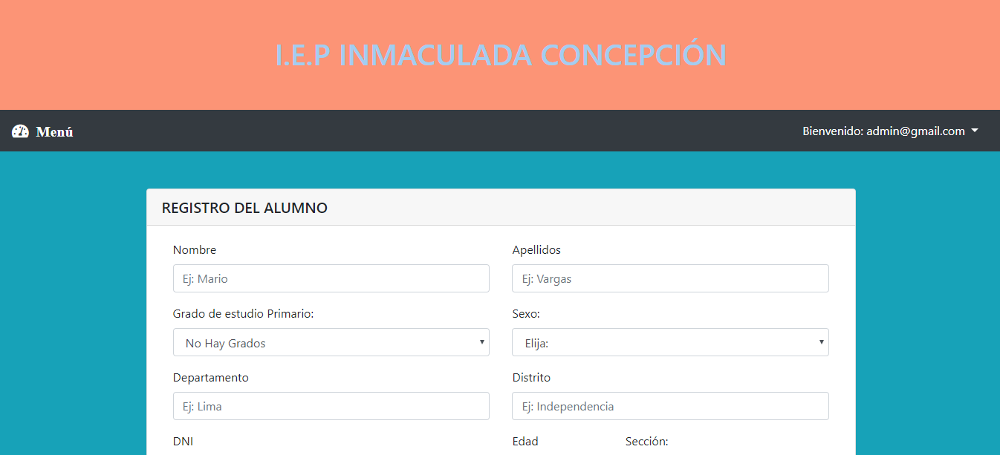 I.E.P INMACULADA CONCEPCIÓN
Menú
Bienvenido: admin@gmail.com
REGISTRO DEL ALUMNO
Nombre Apellidos
Ej: Mario Ej: Vargas
Grado de estudio Primario: Sexo:
No Hay Grados Elija:
Departamento Distrito
Ej: Lima Ej: Independencia
DNI Edad Sección: